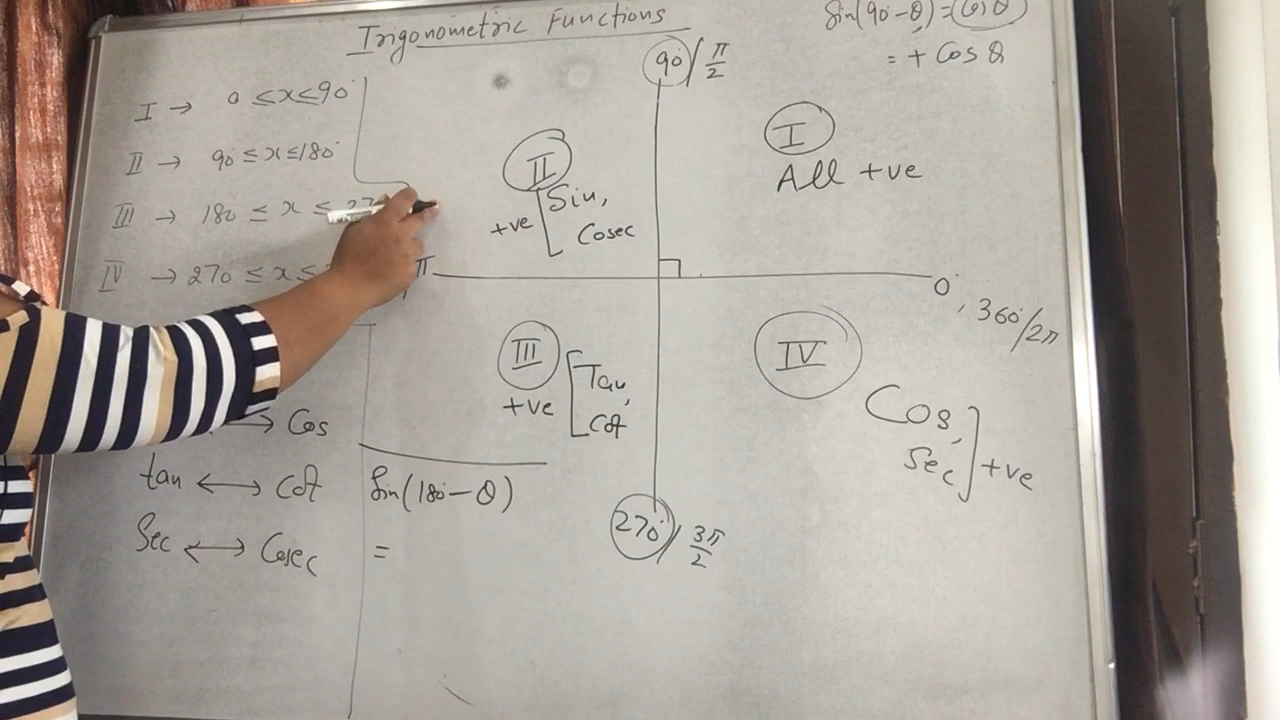 Trigonometric Functions
Sin(90-θ) = Cosθ
= + Cos θ
I → 0 ≤ x ≤ 90°
II → 90 ≤ x ≤ 180°
III → 180 ≤ x ≤ 27
IV → 270 ≤ x ≤
90° / π/2
II
+ve [ Sin,
Cosec
I
All +ve
π
0°, 360°/2π
III
+ve [ Tan,
Cot
IV
Cos,
Sec ] +ve
270° / 3π/2
→ Cos
tan ↔ Cot
Sec ↔ Cosec
Sin(180-θ)
=